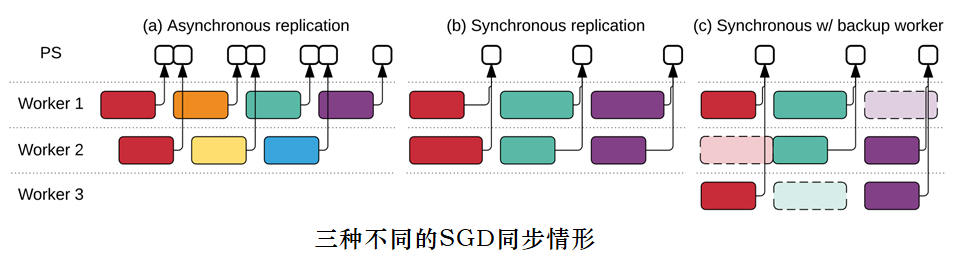 (a) Asynchronous replication
(b) Synchronous replication
(c) Synchronous w/ backup worker
PS
Worker 1
Worker 2
Worker 3
三种不同的SGD同步情形